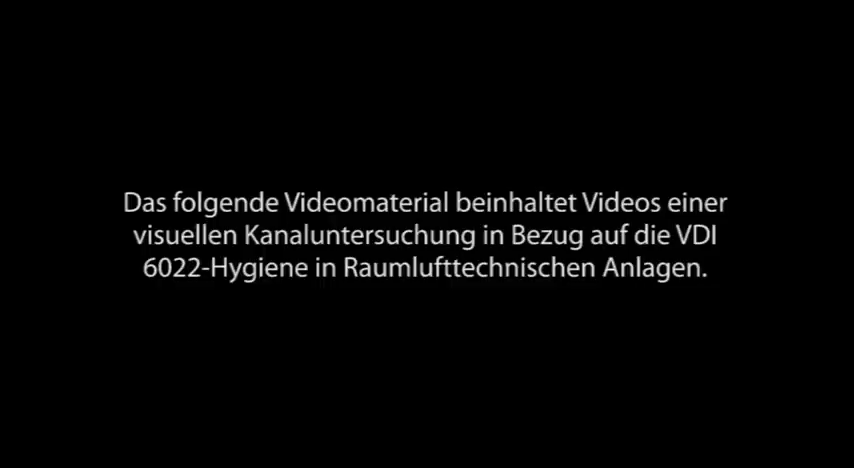 Das folgende Videomaterial beinhaltet Videos einer
visuellen Kanaluntersuchung in Bezug auf die VDI
6022-Hygiene in Raumlufttechnischen Anlagen.